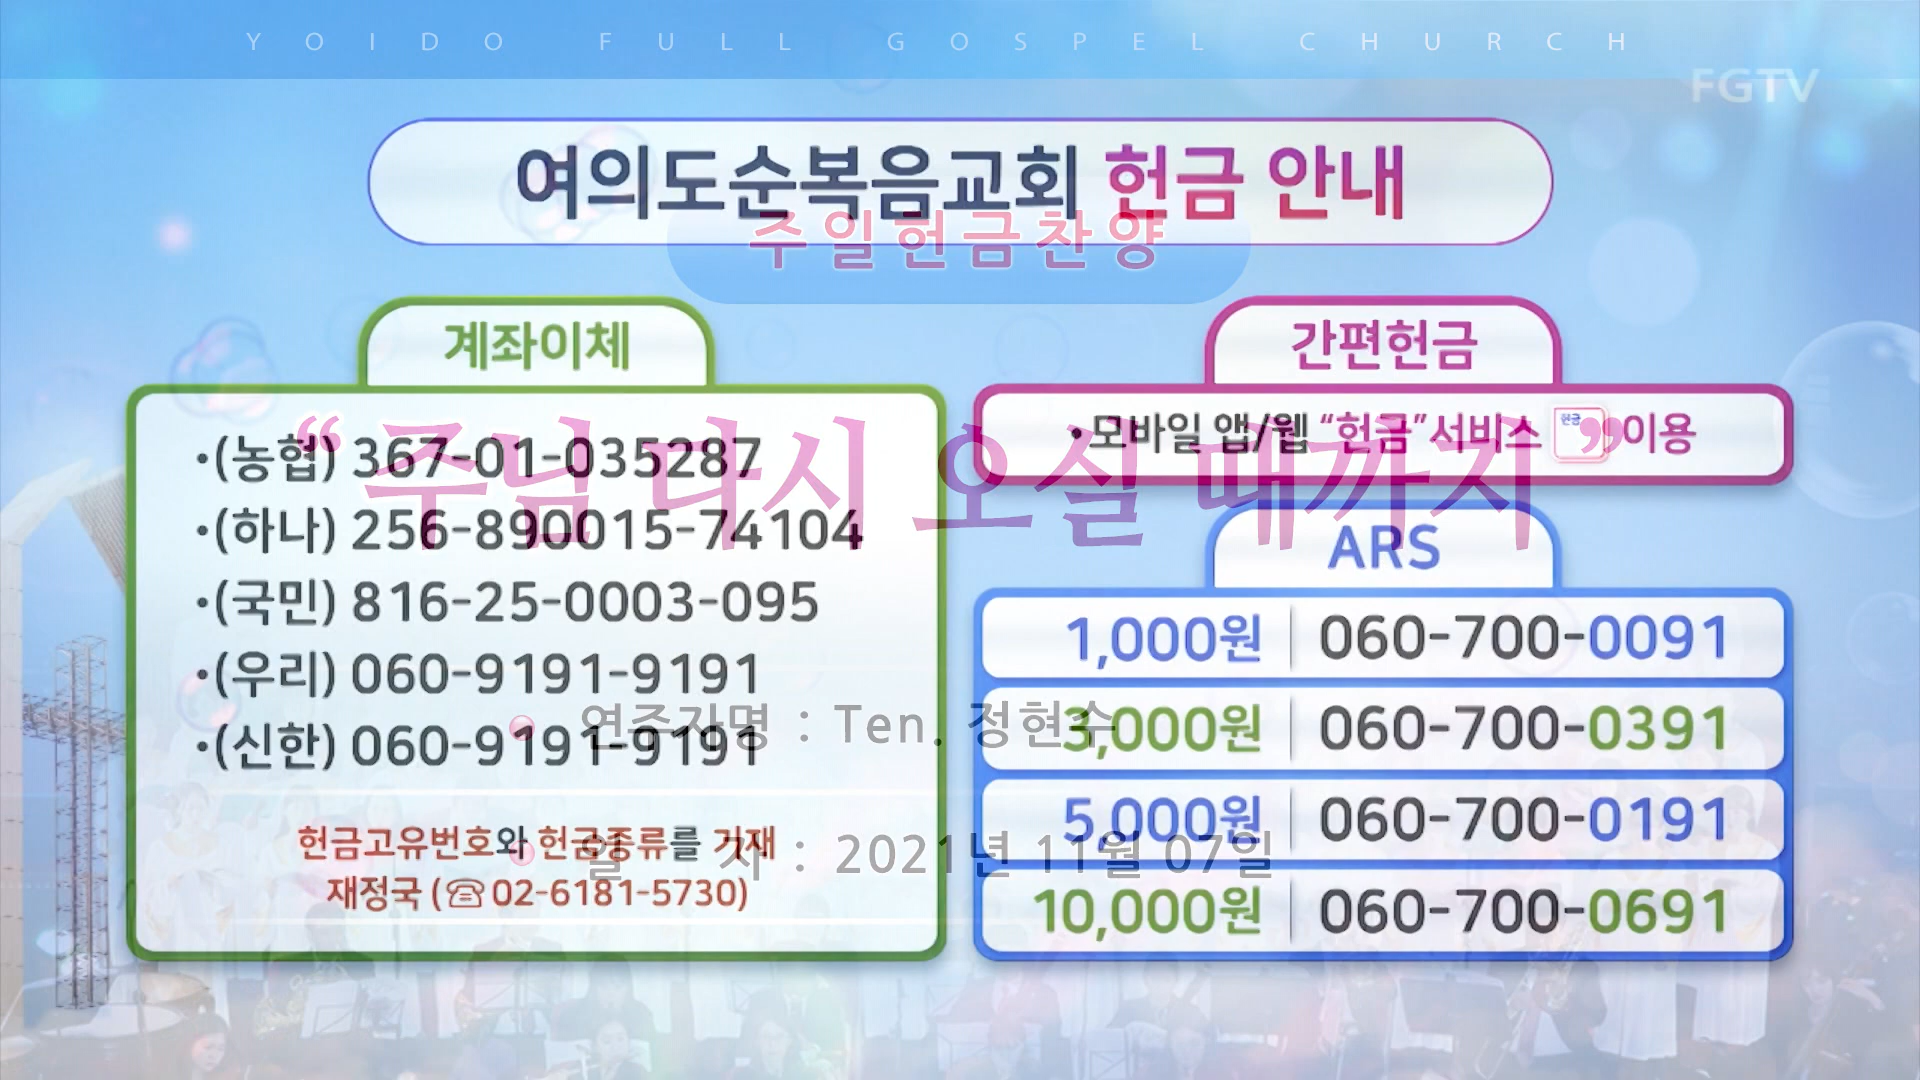 YOIDO FULL GOSPEL CHURCH
FGTV
여의도순복음교회 헌금 안내
주일헌금찬양
계좌이체
•(농협) 367-01-035287
•(하나) 256-890015-74104
•(국민) 816-25-0003-095
•(우리) 060-9191-9191
•(신한) 060-9191-9191
헌금고유번호와 헌금종류를 기재
재정국 (☎02-6181-5730)
간편헌금
•모바일 앱/웹 “헌금”서비스 헌금 이용
“주님 다시 오실 때까지”
ARS
1,000원 060-700-0091
3,000원 060-700-0391
5,000원 060-700-0191
10,000원 060-700-0691
연주자명 : Ten. 정현수
일 자 : 2021년 11월 07일